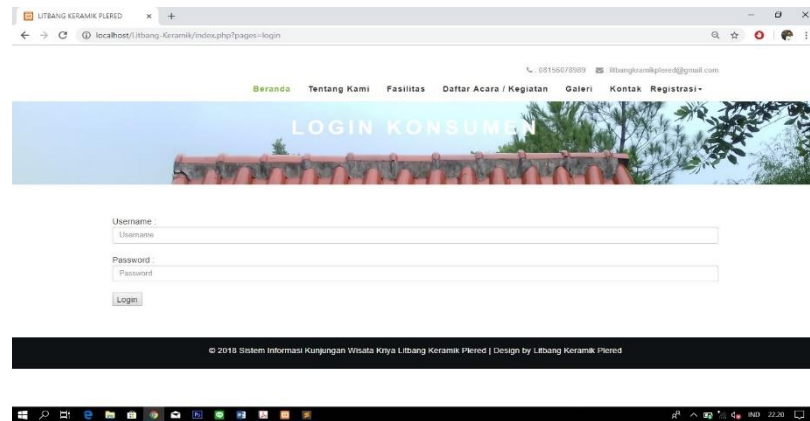 LITBANG KERAMIK PLERED
localhost/Litbang-Keramik/index.php?pages=login
: 08156078989 : litbangkramikplered@gmail.com
Beranda Tentang Kami Fasilitas Daftar Acara / Kegiatan Galeri Kontak Registrasi
LOGIN KONSUMEN
Username :
Username
Password :
Password
Login
© 2018 Sistem Informasi Kunjungan Wisata Kriya Litbang Keramik Plered | Design by Litbang Keramik Plered
IND 22.20